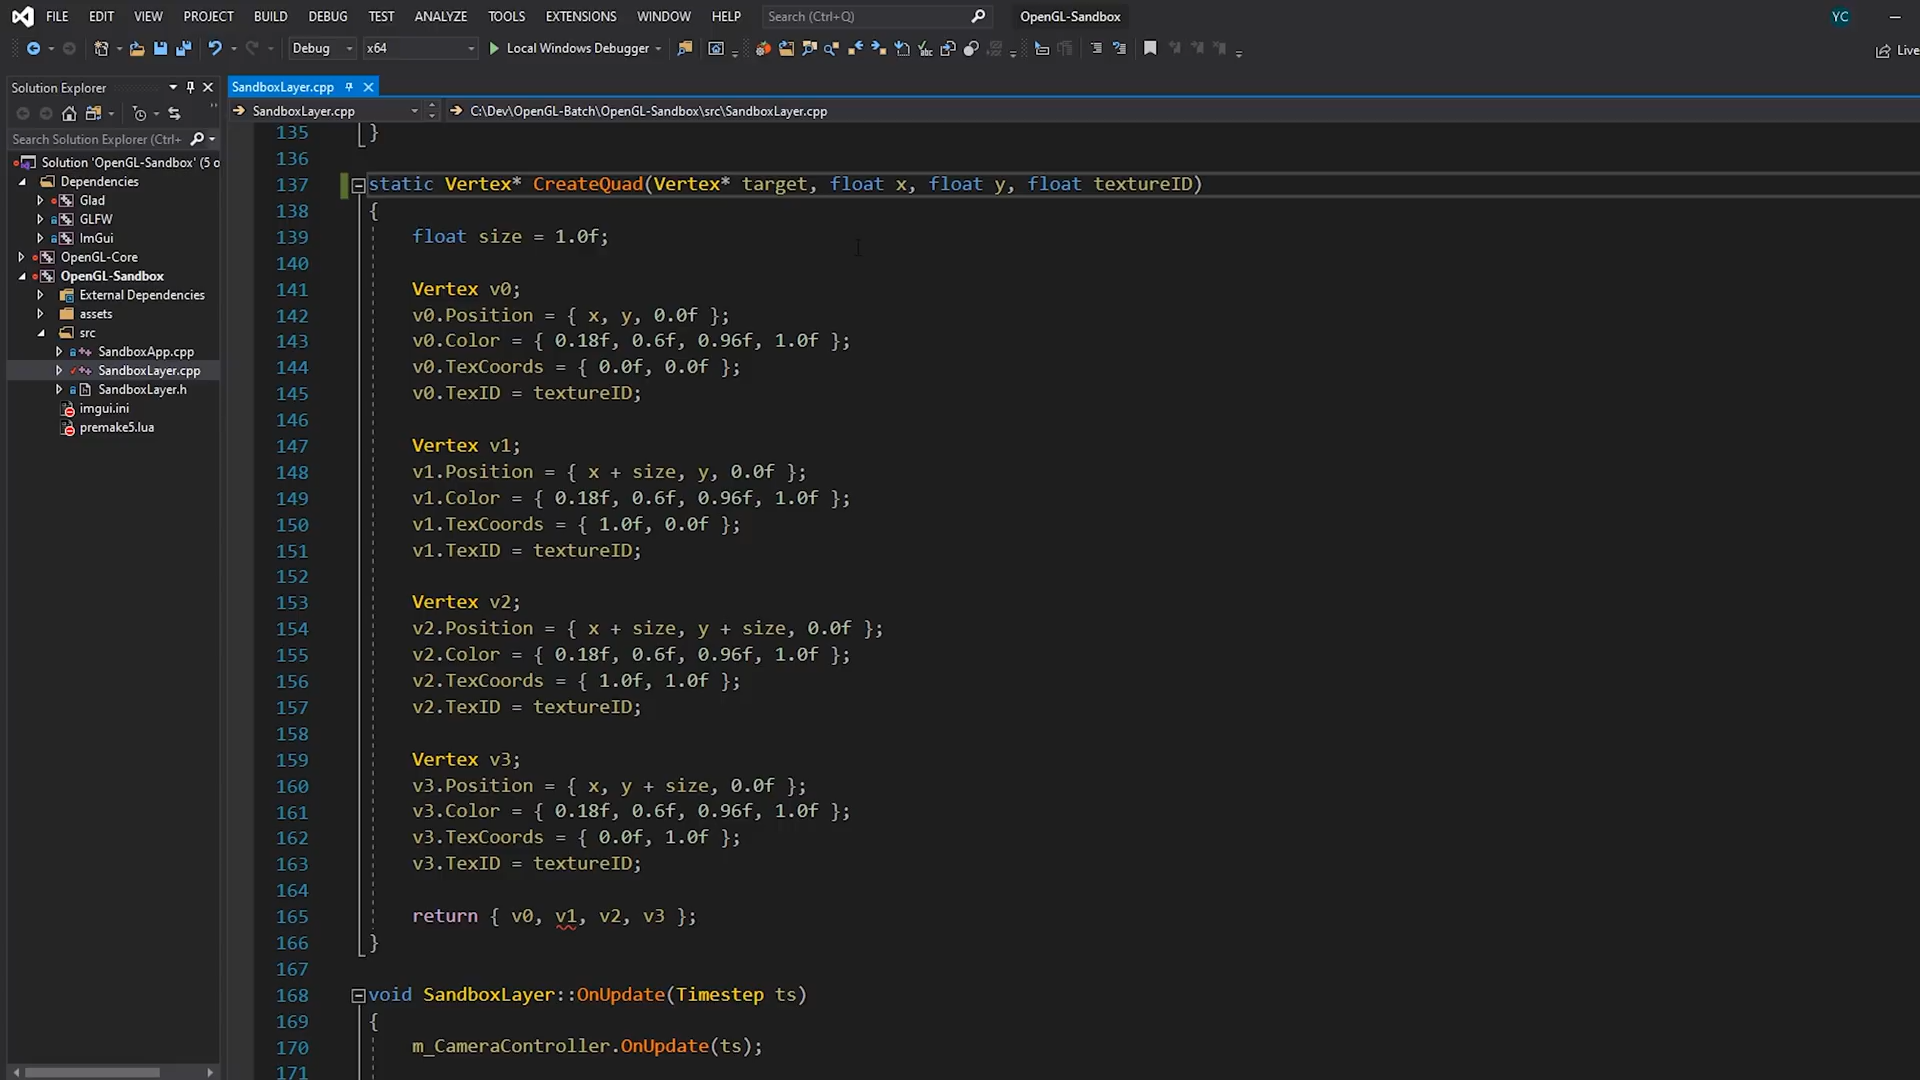 FILE EDIT VIEW PROJECT BUILD DEBUG TEST ANALYZE TOOLS EXTENSIONS WINDOW HELP Search (Ctrl+Q) OpenGL-Sandbox YC
Debug x64 Local Windows Debugger Live
Solution Explorer
Search Solution Explorer (Ctrl+
Solution 'OpenGL-Sandbox' (5 o
Dependencies
Glad
GLFW
ImGui
OpenGL-Core
OpenGL-Sandbox
External Dependencies
assets
src
SandboxApp.cpp
SandboxLayer.cpp
SandboxLayer.h
imgui.ini
premake5.lua
SandboxLayer.cpp
SandboxLayer.cpp C:\Dev\OpenGL-Batch\OpenGL-Sandbox\src\SandboxLayer.cpp
135 }
136
137 static Vertex* CreateQuad(Vertex* target, float x, float y, float textureID)
138 {
139 float size = 1.0f;
140
141 Vertex v0;
142 v0.Position = { x, y, 0.0f };
143 v0.Color = { 0.18f, 0.6f, 0.96f, 1.0f };
144 v0.TexCoords = { 0.0f, 0.0f };
145 v0.TexID = textureID;
146
147 Vertex v1;
148 v1.Position = { x + size, y, 0.0f };
149 v1.Color = { 0.18f, 0.6f, 0.96f, 1.0f };
150 v1.TexCoords = { 1.0f, 0.0f };
151 v1.TexID = textureID;
152
153 Vertex v2;
154 v2.Position = { x + size, y + size, 0.0f };
155 v2.Color = { 0.18f, 0.6f, 0.96f, 1.0f };
156 v2.TexCoords = { 1.0f, 1.0f };
157 v2.TexID = textureID;
158
159 Vertex v3;
160 v3.Position = { x, y + size, 0.0f };
161 v3.Color = { 0.18f, 0.6f, 0.96f, 1.0f };
162 v3.TexCoords = { 0.0f, 1.0f };
163 v3.TexID = textureID;
164
165 return { v0, v1, v2, v3 };
166 }
167
168 void SandboxLayer::OnUpdate(Timestep ts)
169 {
170 m_CameraController.OnUpdate(ts);
171